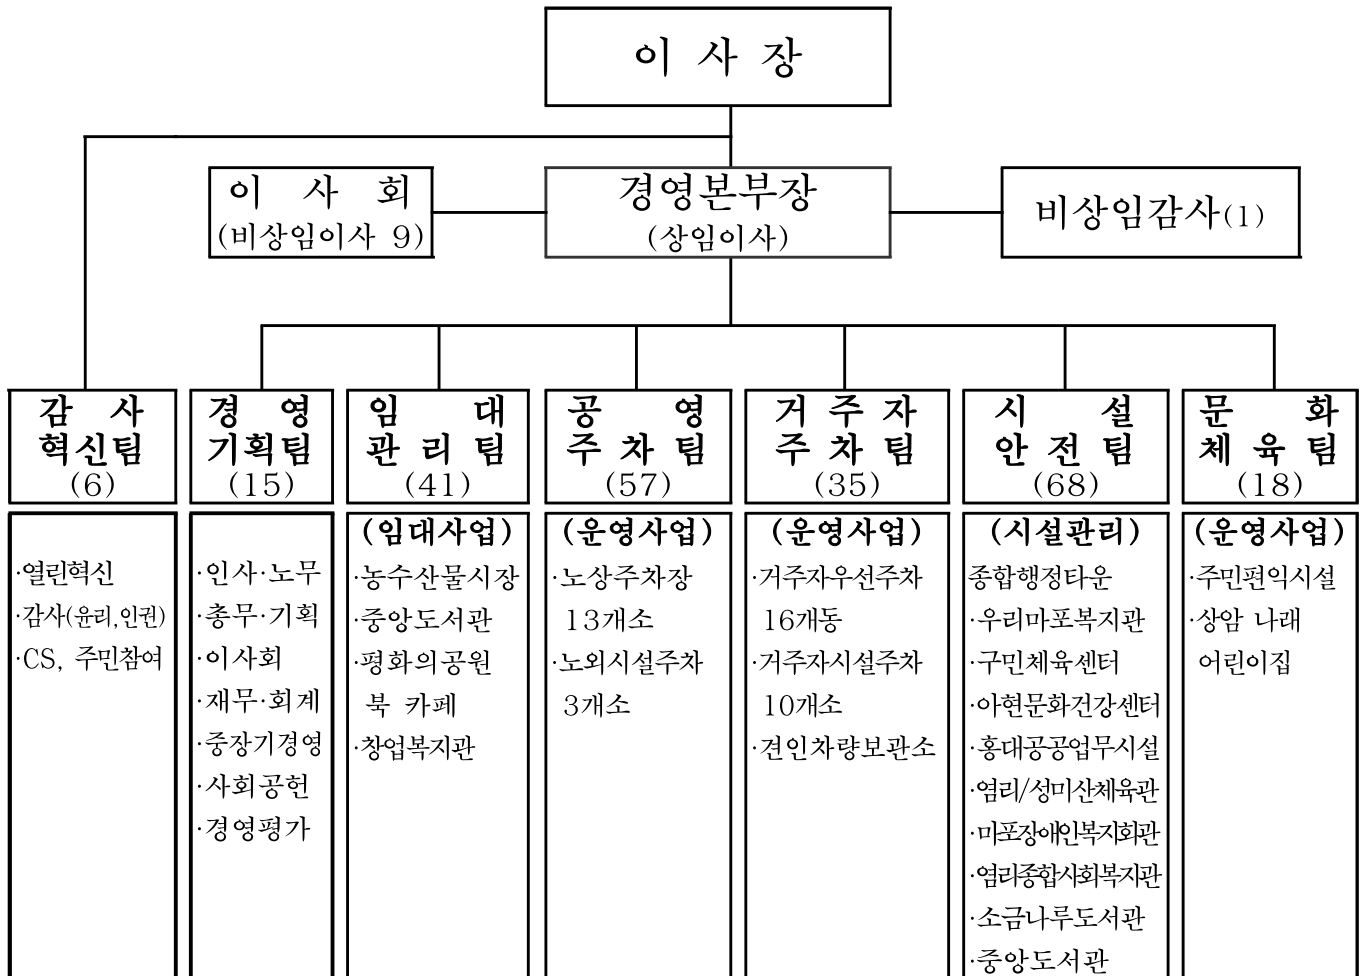 이 사 장
이 사 회
(비상임이사 9)
경영본부장
(상임이사)
비상임감사(1)
감 사
혁신팀
(6)
경 영
기획팀
(15)
임 대
관 리 팀
(41)
공 영
주 차 팀
(57)
거 주 자
주 차 팀
(35)
시 설
안 전 팀
(68)
문 화
체 육 팀
(18)
·열린혁신
·감사(윤리,인권)
·CS, 주민참여
·인사·노무
·총무·기획
·이사회
·재무·회계
·중장기경영
·사회공헌
·경영평가
(임대사업)
·농수산물시장
·중앙도서관
·평화의공원
북 카페
·창업복지관
(운영사업)
·노상주차장
13개소
·노외시설주차
3개소
(운영사업)
·거주자우선주차
16개동
·거주자시설주차
10개소
·견인차량보관소
(시설관리)
종합행정타운
·우리마포복지관
·구민체육센터
·아현문화건강센터
·홍대공공업무시설
·염리/성미산체육관
·마포장애인복지회관
·염리종합사회복지관
·소금나루도서관
·중앙도서관
(운영사업)
·주민편익시설
·상암 나래
어린이집